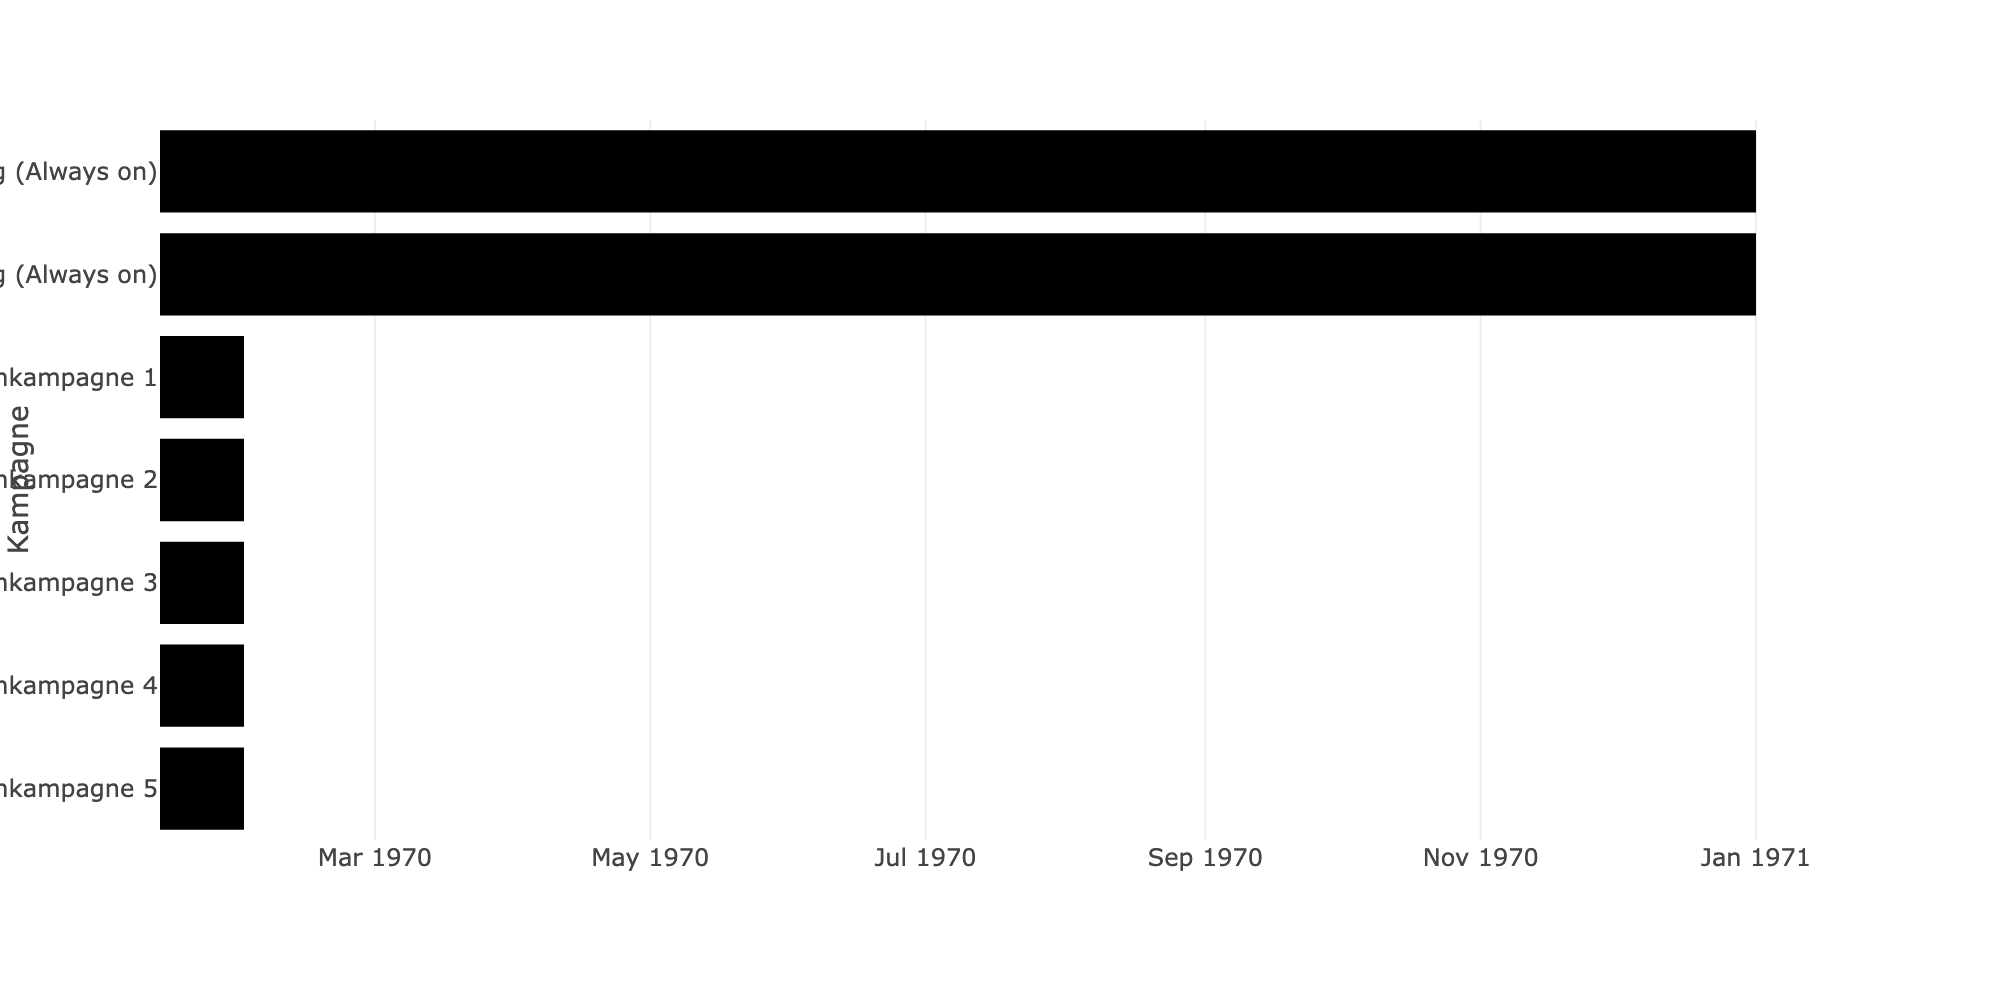 (Always on)
(Always on)
nkampagne 1
Kampagne
nkampagne 2
nkampagne 3
nkampagne 4
nkampagne 5
Mar 1970 May 1970 Jul 1970 Sep 1970 Nov 1970 Jan 1971